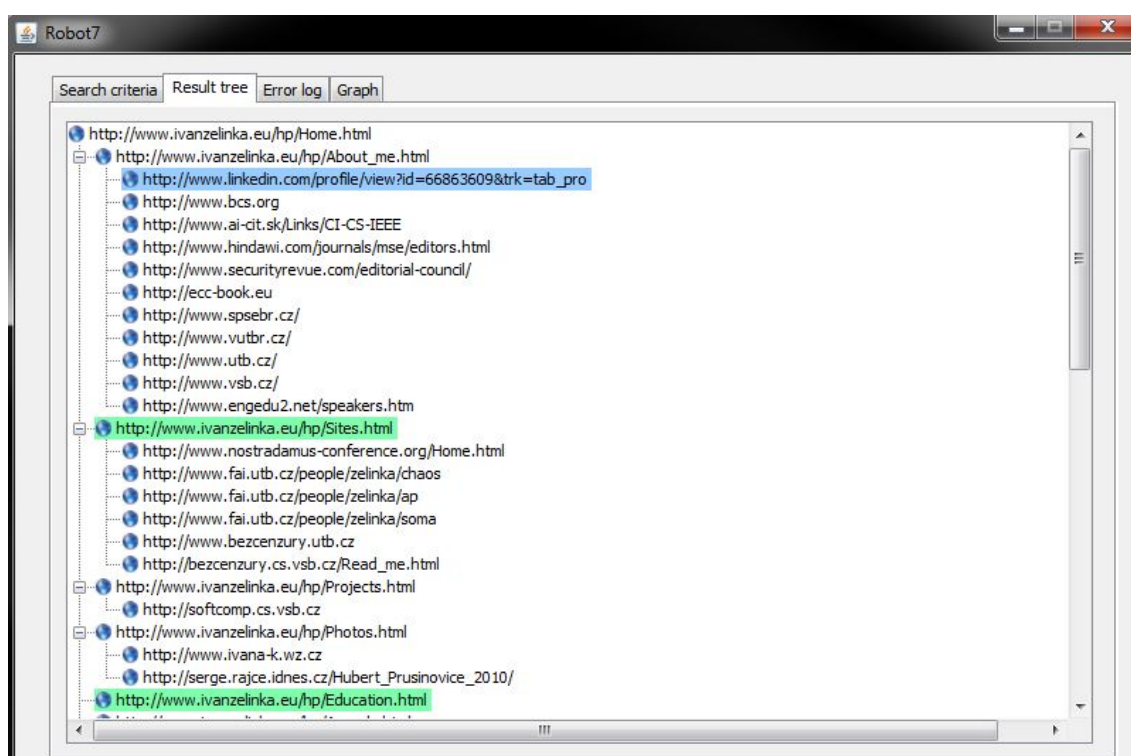 Robot7
Search criteria Result tree Error log Graph
http://www.ivanzelinka.eu/hp/Home.html
http://www.ivanzelinka.eu/hp/About_me.html
http://www.linkedin.com/profile/view?id=66863609&trk=tab_pro
http://www.bcs.org
http://www.ai-cit.sk/Links/CI-CS-IEEE
http://www.hindawi.com/journals/mse/editors.html
http://www.securityrevue.com/editorial-council/
http://ecc-book.eu
http://www.spsebr.cz/
http://www.vutbr.cz/
http://www.utb.cz/
http://www.vsb.cz/
http://www.engedu2.net/speakers.htm
http://www.ivanzelinka.eu/hp/Sites.html
http://www.nostradamus-conference.org/Home.html
http://www.fai.utb.cz/people/zelinka/chaos
http://www.fai.utb.cz/people/zelinka/ap
http://www.fai.utb.cz/people/zelinka/soma
http://www.bezcenzury.utb.cz
http://bezcenzury.cs.vsb.cz/Read_me.html
http://www.ivanzelinka.eu/hp/Projects.html
http://softcomp.cs.vsb.cz
http://www.ivanzelinka.eu/hp/Photos.html
http://www.ivana-k.wz.cz
http://serge.rajce.idnes.cz/Hubert_Prusinovice_2010/
http://www.ivanzelinka.eu/hp/Education.html